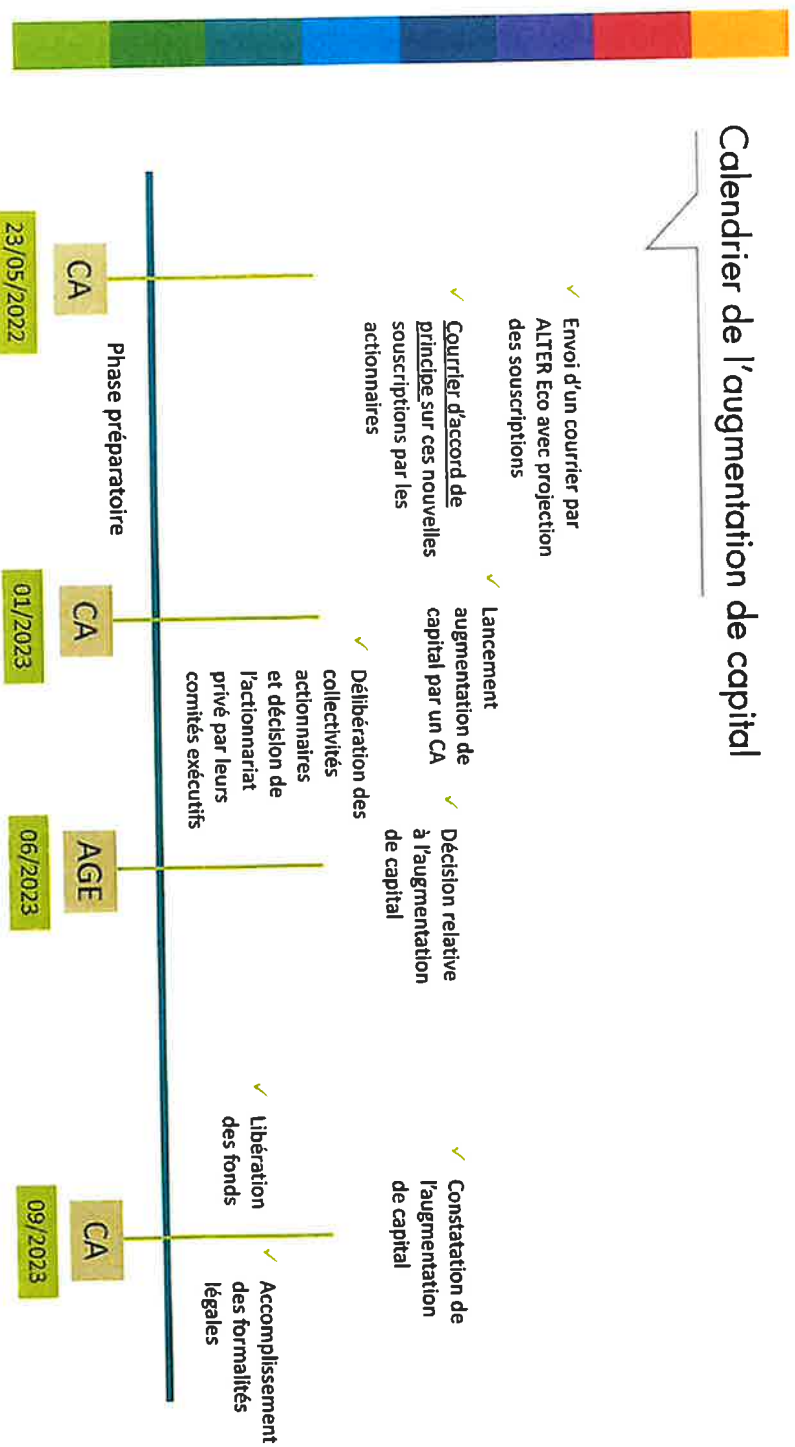 Calendrier de l'augmentation de capital
Envoi d'un courrier par
ALTER Eco avec projection
des souscriptions
Courrier d'accord de
principe sur ces nouvelles
souscriptions par les
actionnaires
Lancement
augmentation de
capital par un CA
Délibération des
collectivités
actionnaires
et décision de
l'actionnariat
privé par leurs
comités exécutifs
Décision relative
à l'augmentation
de capital
Constatation de
l'augmentation
de capital
Libération
des fonds
Accomplissement
des formalités
légales
Phase préparatoire
CA
23/05/2022
CA
01/2023
AGE
06/2023
CA
09/2023